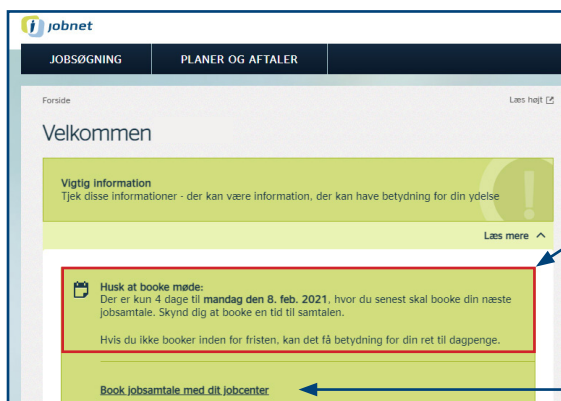 jobnet
JOBSØGNING PLANER OG AFTALER
Forside Læs højt
Velkommen
Vigtig information
Tjek disse informationer - der kan være information, der kan have betydning for din ydelse
Læs mere
Husk at booke møde:
Der er kun 4 dage til mandag den 8. feb. 2021, hvor du senest skal booke din næste
jobsamtale. Skynd dig at booke en tid til samtalen.
Hvis du ikke booker inden for fristen, kan det få betydning for din ret til dagpenge.
Book jobsamtale med dit jobcenter